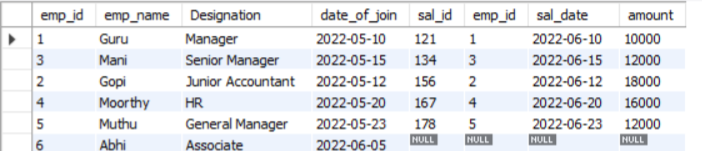 emp_id emp_name Designation date_of_join sal_id emp_id sal_date amount
1 Guru Manager 2022-05-10 121 1 2022-06-10 10000
3 Mani Senior Manager 2022-05-15 134 3 2022-06-15 12000
2 Gopi Junior Accountant 2022-05-12 156 2 2022-06-12 18000
4 Moorthy HR 2022-05-20 167 4 2022-06-20 16000
5 Muthu General Manager 2022-05-23 178 5 2022-06-23 12000
6 Abhi Associate 2022-06-05 NULL NULL NULL NULL